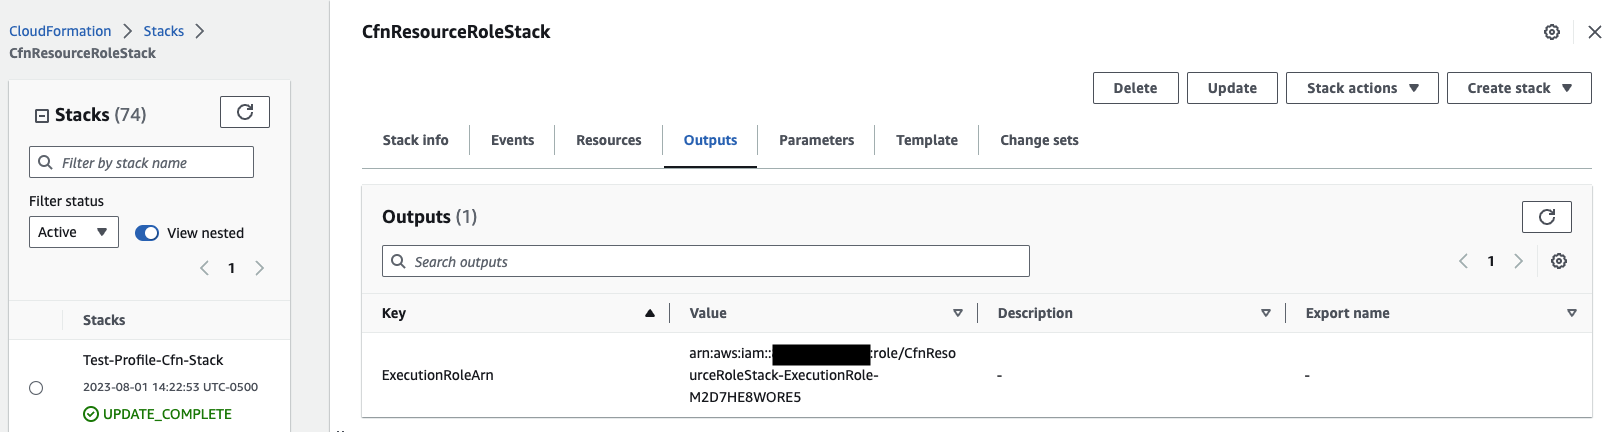 CloudFormation > Stacks >
CfnResourceRoleStack
Stacks (74)
Filter by stack name
Filter status
Active
View nested
1
Stacks
Test-Profile-Cfn-Stack
2023-08-01 14:22:53 UTC-0500
UPDATE_COMPLETE
CfnResourceRoleStack
Delete Update Stack actions Create stack
Stack info Events Resources Outputs Parameters Template Change sets
Outputs (1)
Search outputs
1
Key Value Description Export name
ExecutionRoleArn
arn:aws:iam:: :role/CfnReso
urceRoleStack-ExecutionRole-
M2D7HE8WORE5
- -